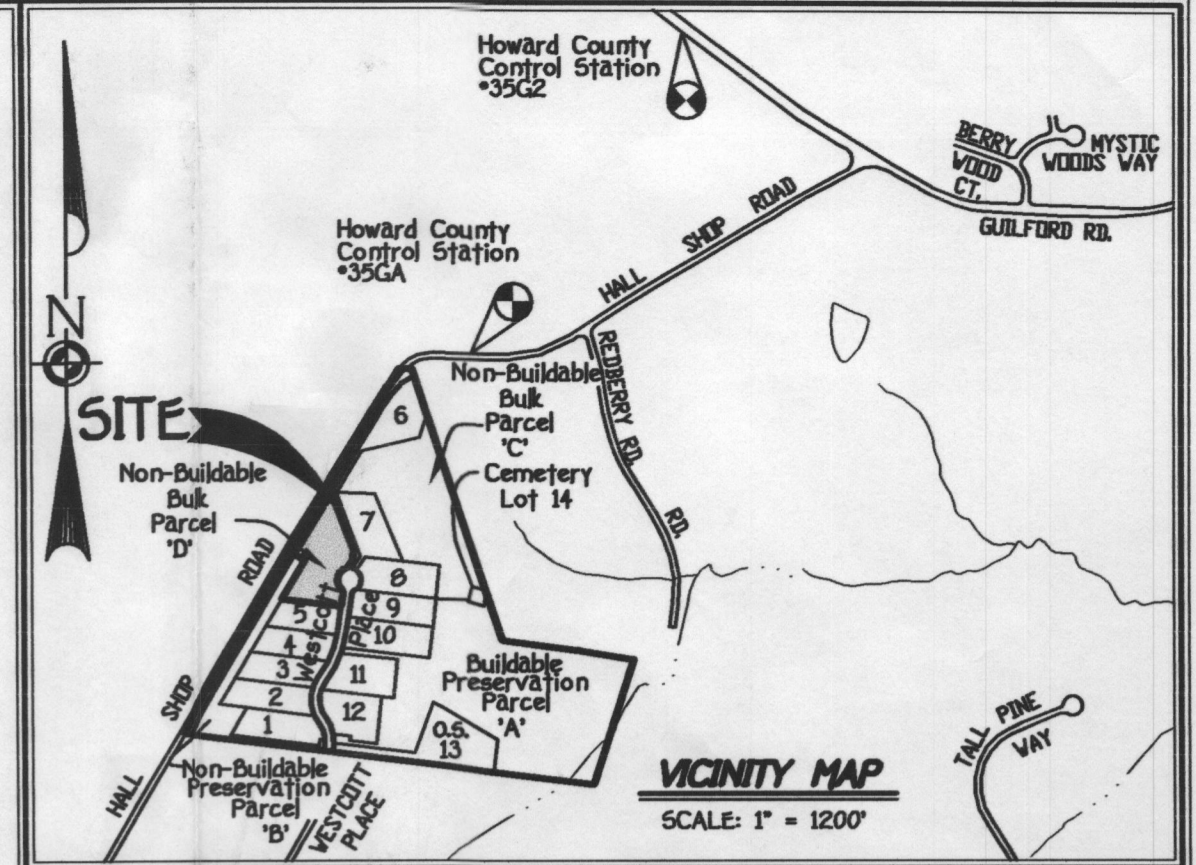 Howard County
Control Station
•35G2
BERRY
WOOD
CT.
MYSTIC
WOODS WAY
GUILFORD RD.
HALL SHOP ROAD
Howard County
Control Station
•35GA
N
REDBERRY RD.
RD.
Non-Buildable
Bulk
Parcel
'C'
6
SITE
Cemetery
Lot 14
Non-Buildable
Bulk
Parcel
'D'
7
8
9
10
11
12
5
4
3
2
1
Westcott Place
HALL SHOP ROAD
Buildable
Preservation
Parcel
'A'
O.S.
13
Non-Buildable
Preservation
Parcel
'B'
WESTCOTT
PLACE
TALL PINE
WAY
VICINITY MAP
SCALE: 1" = 1200'